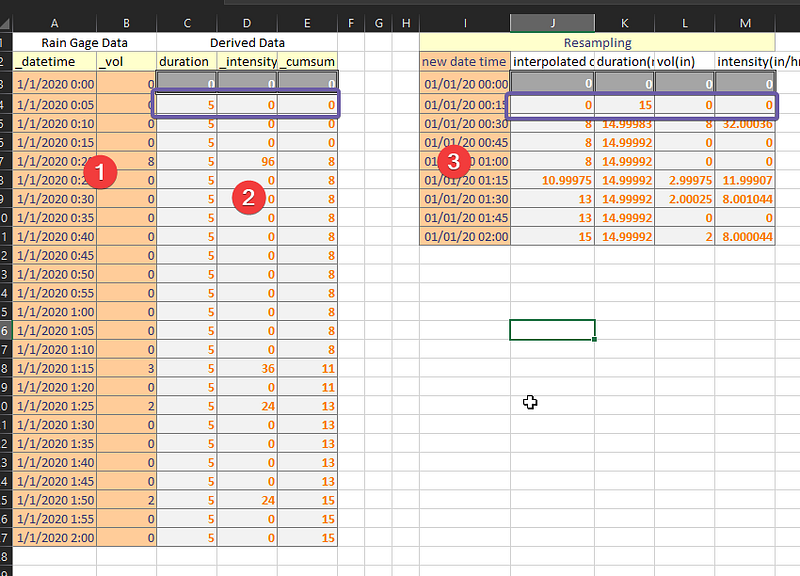 A B C D E F G H I J K L M
Rain Gage Data Derived Data Resampling
_datetime _vol duration _intensity _cumsum new date time interpolated c duration(r vol(in) intensity(in/hr
1/1/2020 0:00 0 0 0 0 01/01/20 00:00 0 0 0 0
1/1/2020 0:05 0 5 0 0 01/01/20 00:15 0 15 0 0
1/1/2020 0:10 0 5 0 0 01/01/20 00:30 8 14.99983 8 32.00036
1/1/2020 0:15 0 5 0 0 01/01/20 00:45 8 14.99992 0 0
1/1/2020 0:20 8 5 96 8 01/01/20 01:00 8 14.99992 0 0
1
3
1/1/2020 0:2 0 5 0 8 01/01/20 01:15 10.99975 14.99992 2.99975 11.99907
1/1/2020 0:30 0 5 0 8 01/01/20 01:30 13 14.99992 2.00025 8.001044
2
1/1/2020 0:35 0 5 0 8 01/01/20 01:45 13 14.99992 0 0
1/1/2020 0:40 0 5 0 8 01/01/20 02:00 15 14.99992 2 8.000044
1/1/2020 0:45 0 5 0 8
1/1/2020 0:50 0 5 0 8
1/1/2020 0:55 0 5 0 8
1/1/2020 1:00 0 5 0 8
1/1/2020 1:05 0 5 0 8
1/1/2020 1:10 0 5 0 8
1/1/2020 1:15 3 5 36 11
1/1/2020 1:20 0 5 0 11
1/1/2020 1:25 2 5 24 13
1/1/2020 1:30 0 5 0 13
1/1/2020 1:35 0 5 0 13
1/1/2020 1:40 0 5 0 13
1/1/2020 1:45 0 5 0 13
1/1/2020 1:50 2 5 24 15
1/1/2020 1:55 0 5 0 15
1/1/2020 2:00 0 5 0 15